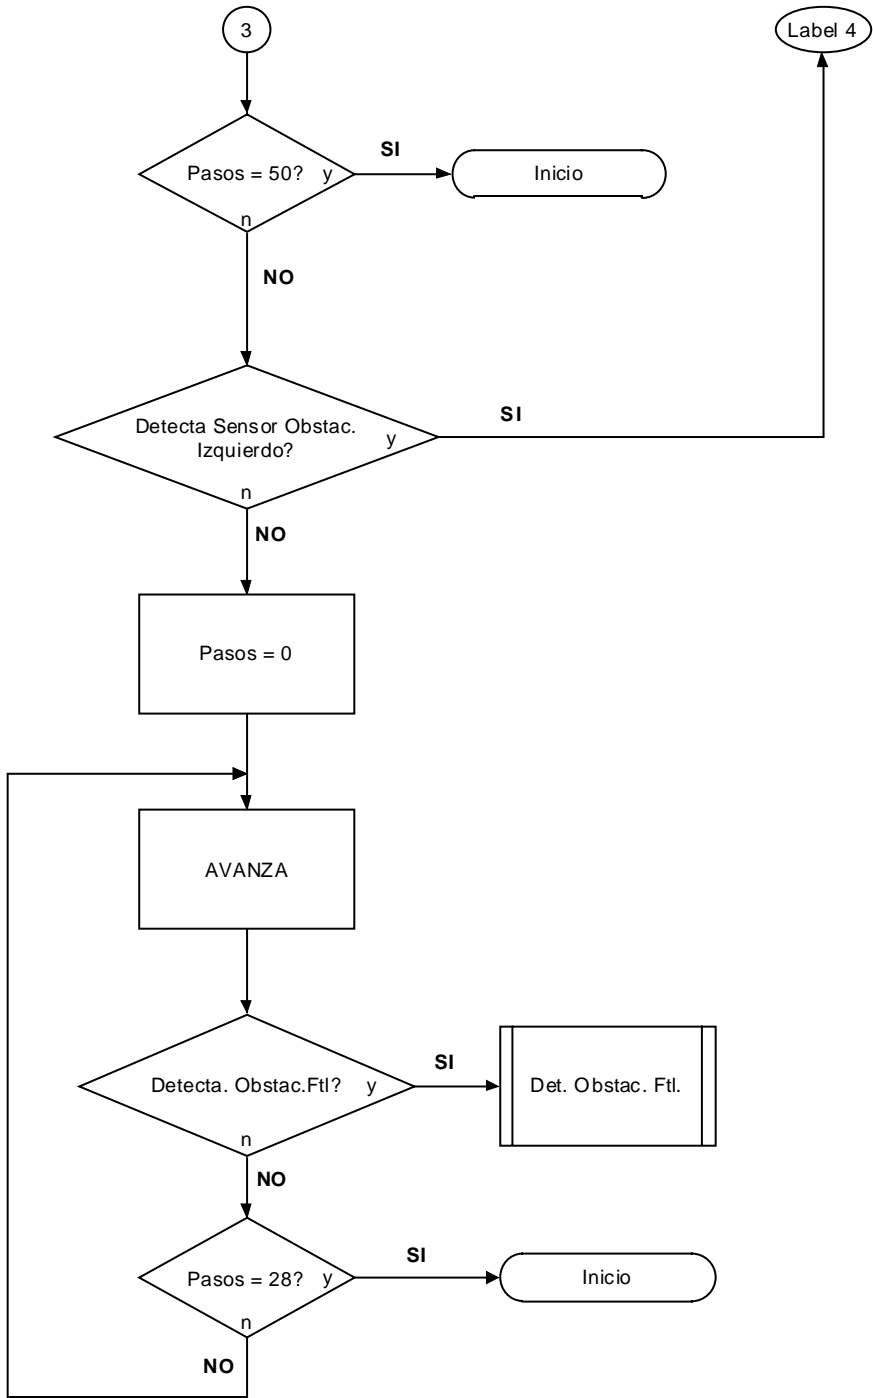 3
Label 4
SI
Pasos = 50?
y
Inicio
n
NO
SI
Detecta Sensor Obstac.
Izquierdo?
y
n
NO
Pasos = 0
AVANZA
SI
Detecta. Obstac.Ftl?
y
Det. Obstac. Ftl.
n
NO
SI
Pasos = 28?
y
Inicio
n
NO